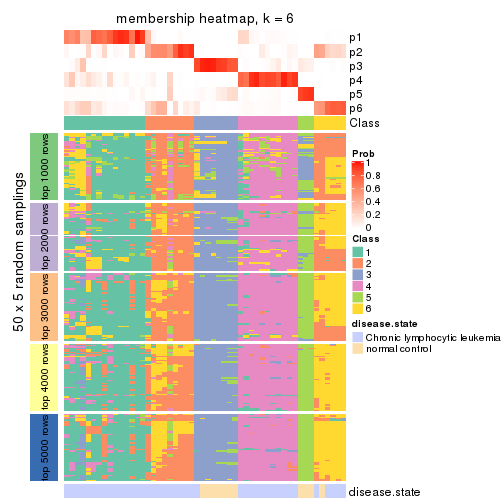 membership heatmap, k = 6
p1
p2
p3
p4
p5
p6
Class
50 x 5 random samplings
top 1000 rows
top 2000 rows
top 3000 rows
top 4000 rows
top 5000 rows
Prob
1
0.8
0.6
0.4
0.2
0
Class
1
2
3
4
5
6
disease.state
Chronic lymphocytic leukemia
normal control
disease.state